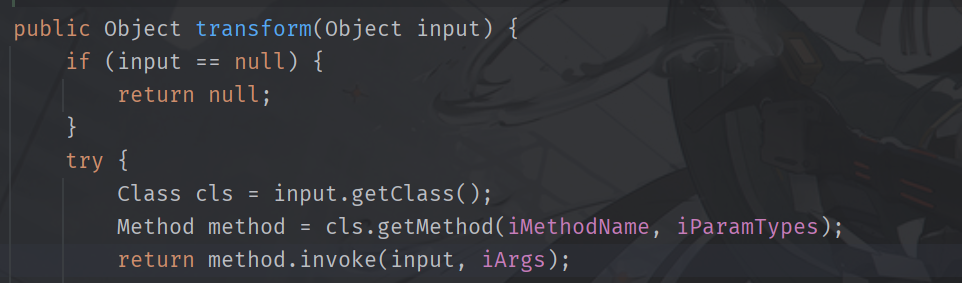 public Object transform(Object input) {
    if (input == null) {
        return null;
    }
    try {
        Class cls = input.getClass();
        Method method = cls.getMethod(iMethodName, iParamTypes);
        return method.invoke(input, iArgs);